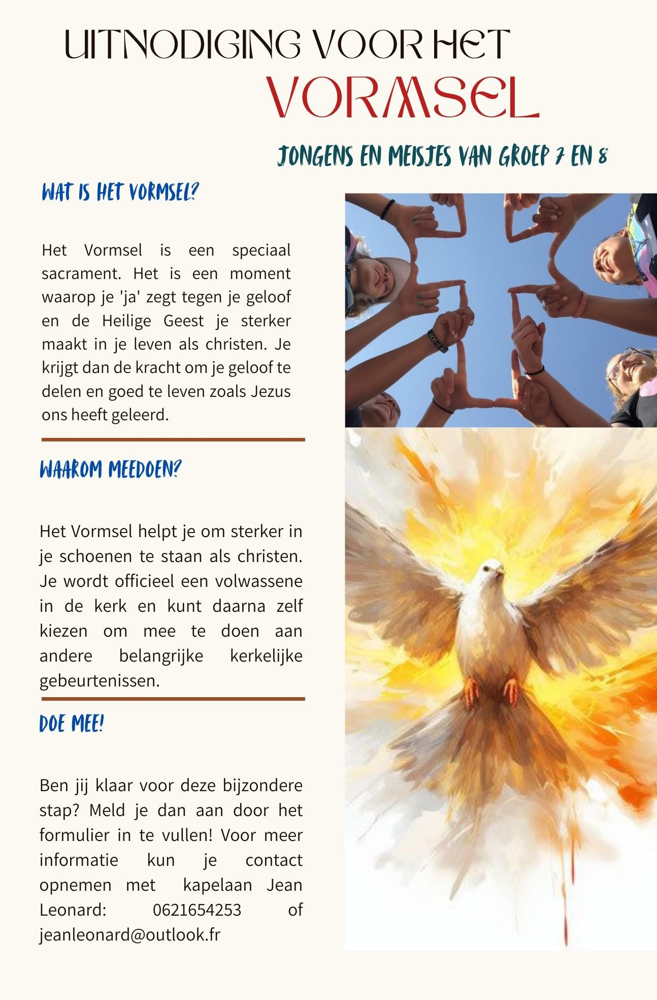 UITNODIGING VOOR HET
VORMSEL
JONGENS EN MEISJES VAN GROEP 7 EN 8
WAT IS HET VORMSEL?
Het Vormsel is een speciaal
sacrament. Het is een moment
waarop je 'ja' zegt tegen je geloof
en de Heilige Geest je sterker
maakt in je leven als christen. Je
krijgt dan de kracht om je geloof te
delen en goed te leven zoals Jezus
ons heeft geleerd.
WAAROM MEEDOEN?
Het Vormsel helpt je om sterker in
je schoenen te staan als christen.
Je wordt officieel een volwassene
in de kerk en kunt daarna zelf
kiezen om mee te doen aan
andere belangrijke kerkelijke
gebeurtenissen.
DOE MEE!
Ben jij klaar voor deze bijzondere
stap? Meld je dan aan door het
formulier in te vullen! Voor meer
informatie kun je contact
opnemen met kapelaan Jean
Leonard: 0621654253 of
jeanleonard@outlook.fr
GOD IS